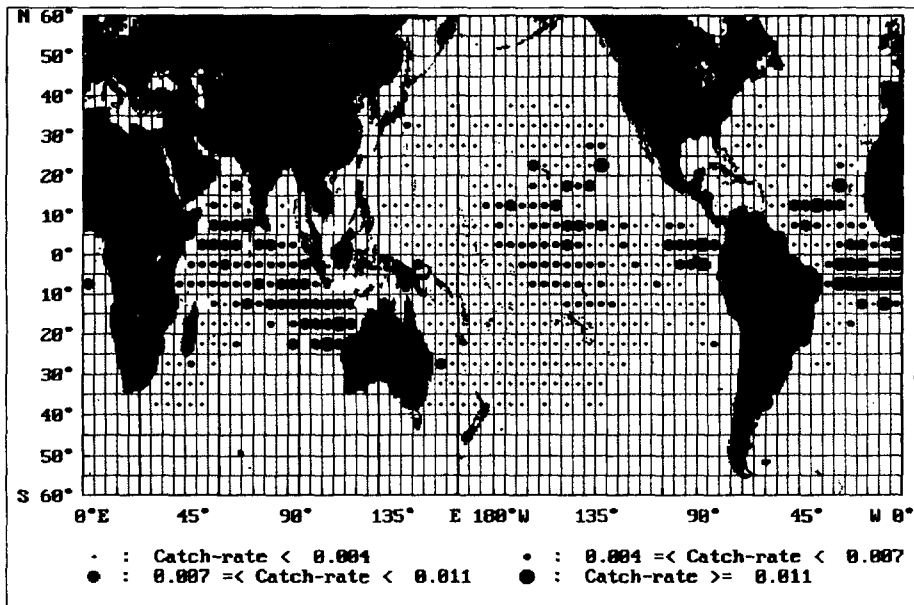 N 60°
50°
40°
30°
20°
10°
0°
10°
20°
30°
40°
50°
S 60°
0°E 45° 90° 135° E 180° W 135° 90° 45° W 0°
· : Catch-rate < 0.004 • : 0.004 =< Catch-rate < 0.007
● : 0.007 =< Catch-rate < 0.011 ● : Catch-rate >= 0.011